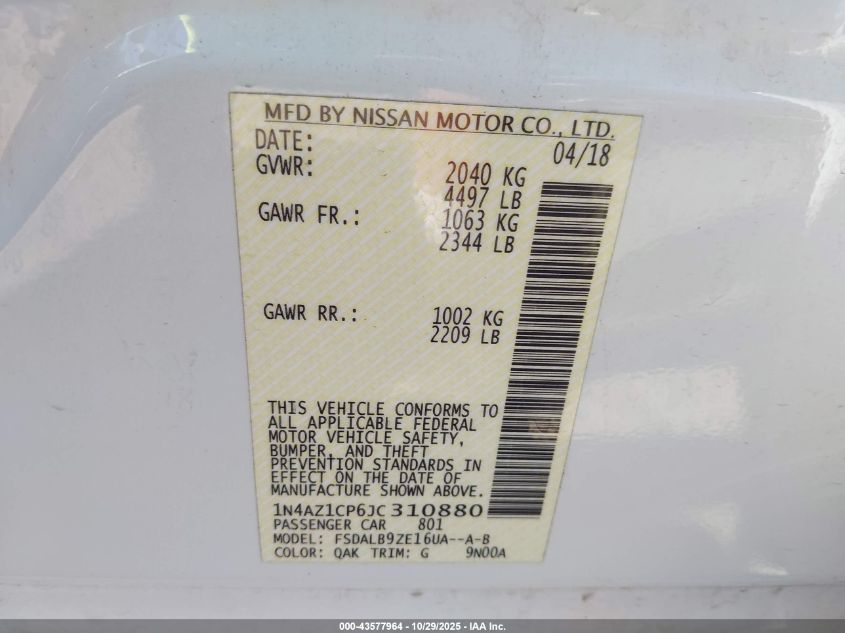 MFD BY NISSAN MOTOR CO., LTD.
DATE: 04/18
GVWR: 2040 KG
4497 LB
GAWR FR.: 1063 KG
2344 LB
GAWR RR.: 1002 KG
2209 LB
THIS VEHICLE CONFORMS TO
ALL APPLICABLE FEDERAL
MOTOR VEHICLE SAFETY,
BUMPER, AND THEFT
PREVENTION STANDARDS IN
EFFECT ON THE DATE OF
MANUFACTURE SHOWN ABOVE.
1N4AZ1CP6JC310880
PASSENGER CAR 801
MODEL: FSDALB9ZE16UA--A-B
COLOR: QAK TRIM: G 9N00A
000-43577964 | 10/29/2025 - IAA Inc.